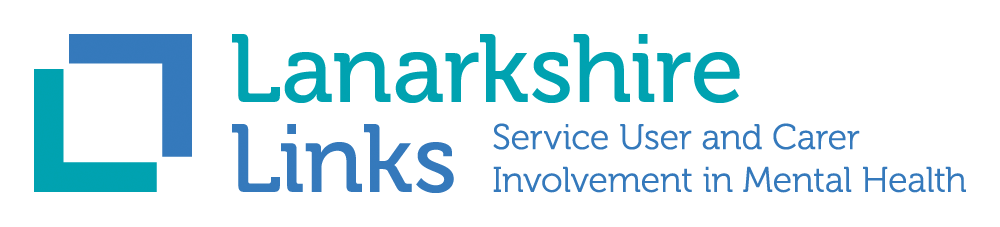 Lanarkshire
Links
Service User and Carer
Involvement in Mental Health